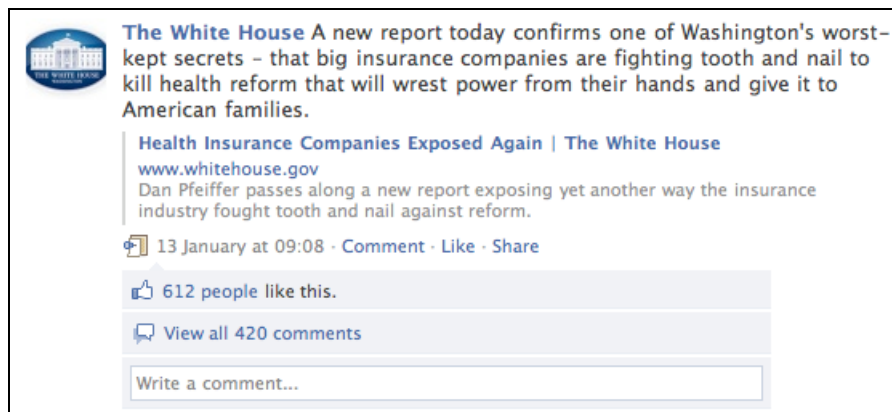 The White House A new report today confirms one of Washington's worst-
kept secrets – that big insurance companies are fighting tooth and nail to
kill health reform that will wrest power from their hands and give it to
American families.
Health Insurance Companies Exposed Again | The White House
www.whitehouse.gov
Dan Pfeiffer passes along a new report exposing yet another way the insurance
industry fought tooth and nail against reform.
13 January at 09:08 · Comment · Like · Share
612 people like this.
View all 420 comments
Write a comment...
THE WHITE HOUSE
WASHINGTON